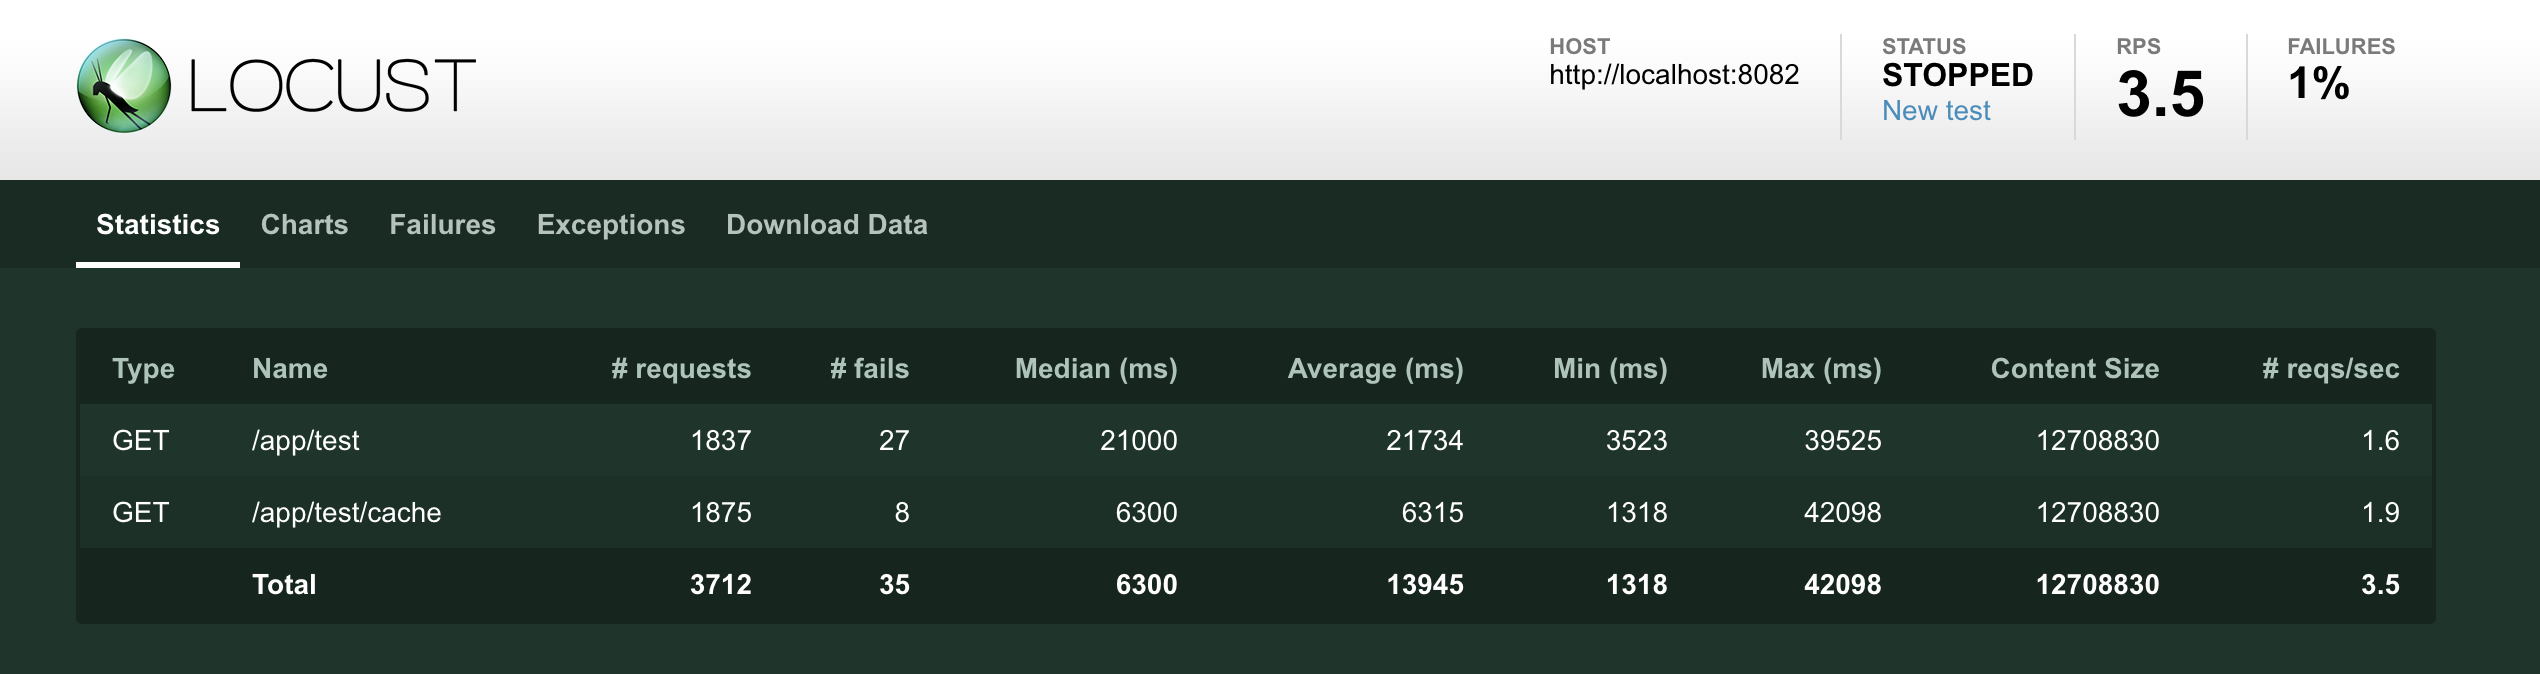 LOCUST
HOST
http://localhost:8082
STATUS
STOPPED
New test
RPS
3.5
FAILURES
1%
Statistics Charts Failures Exceptions Download Data
Type Name # requests # fails Median (ms) Average (ms) Min (ms) Max (ms) Content Size # reqs/sec
GET /app/test 1837 27 21000 21734 3523 39525 12708830 1.6
GET /app/test/cache 1875 8 6300 6315 1318 42098 12708830 1.9
Total 3712 35 6300 13945 1318 42098 12708830 3.5